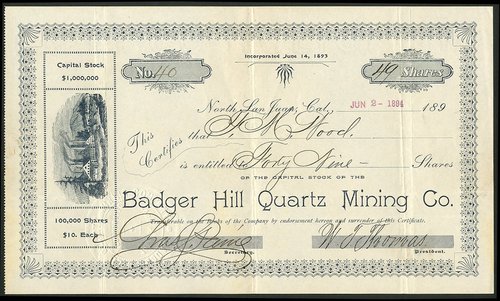 Capital Stock
$1,000,000
100,000 Shares
$10. Each
Incorporated June 14, 1893
No. 40
49 Shares
North San Juan, Cal. JUN 2 - 1894 189
This Certifies that Wood.
is entitled to Forty Nine Shares
OF THE CAPITAL STOCK OF THE
Badger Hill Quartz Mining Co.
Transferable on the Books of the Company by endorsement hereon and surrender of this Certificate.
W. T. Thomas
Secretary.
President.